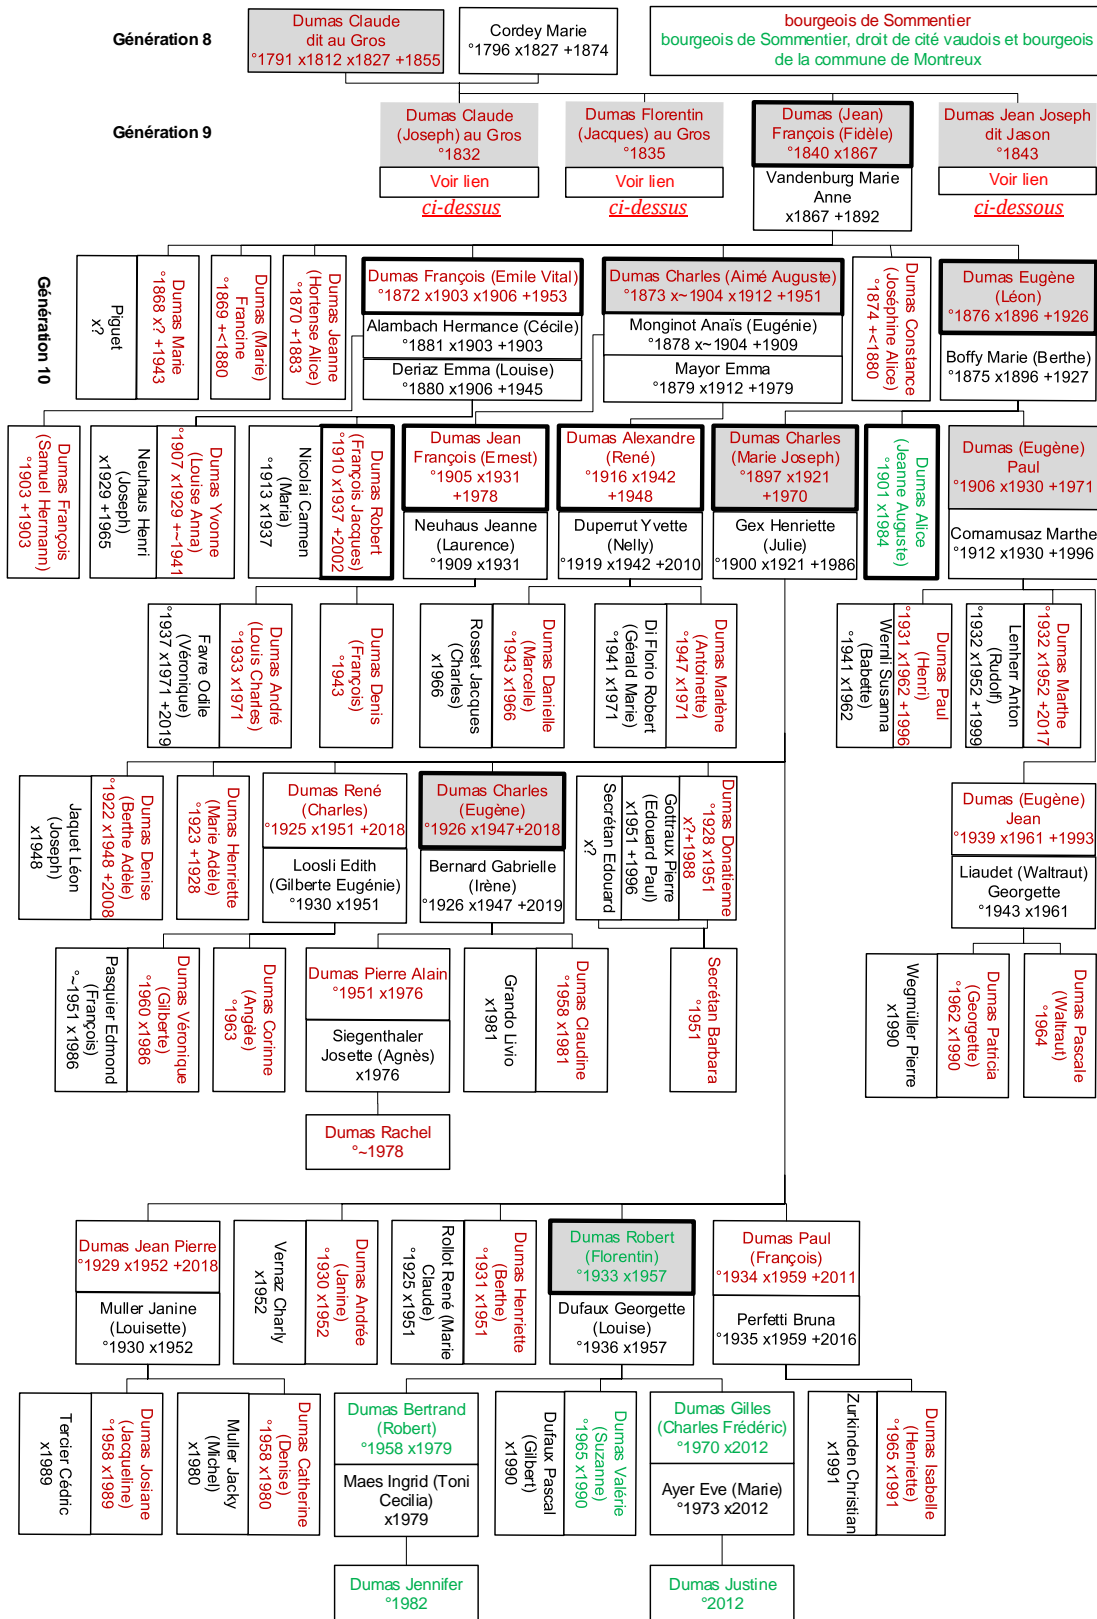 Génération 8
Dumas Claude
dit au Gros
°1791 x1812 x1827 +1855
Cordey Marie
°1796 x1827 +1874
bourgeois de Sommentier
bourgeois de Sommentier, droit de cité vaudois et bourgeois
de la commune de Montreux
Génération 9
Dumas Claude
(Joseph) au Gros
°1832
Voir lien
ci-dessus
Dumas Florentin
(Jacques) au Gros
°1835
Voir lien
ci-dessus
Dumas (Jean)
François (Fidèle)
°1840 x1867
Vandenburg Marie
Anne
x1867 +1892
Dumas Jean Joseph
dit Jason
°1843
Voir lien
ci-dessous
Génération 10
Piguet
x?
Dumas Marie
°1868 x? +1943
Dumas (Marie)
Francine
°1869 +<1880
Dumas Jeanne
(Hortense Alice)
°1870 +1883
Dumas François (Emile Vital)
°1872 x1903 x1906 +1953
Alambach Hermance (Cécile)
°1881 x1903 +1903
Deriaz Emma (Louise)
°1880 x1906 +1945
Dumas Charles (Aimé Auguste)
°1873 x~1904 x1912 +1951
Monginot Anaïs (Eugénie)
°1878 x~1904 +1909
Mayor Emma
°1879 x1912 +1979
Dumas Constance
(Joséphine Alice)
°1874 +<1880
Dumas Eugène
(Léon)
°1876 x1896 +1926
Boffy Marie (Berthe)
°1875 x1896 +1927
Dumas François
(Samuel Hermann)
°1903 +1903
Neuhaus Henri
(Joseph)
x1929 +1965
Dumas Yvonne
(Louise Anna)
°1907 x1929 +~1941
Nicolai Carmen
(Maria)
°1913 x1937
Dumas Robert
(François Jacques)
°1910 x1937 +2002
Dumas Jean
François (Ernest)
°1905 x1931
+1978
Neuhaus Jeanne
(Laurence)
°1909 x1931
Dumas Alexandre
(René)
°1916 x1942
+1948
Duperrut Yvette
(Nelly)
°1919 x1942 +2010
Dumas Charles
(Marie Joseph)
°1897 x1921
+1970
Gex Henriette
(Julie)
°1900 x1921 +1986
Dumas Alice
(Jeanne Auguste)
°1901 x1984
Dumas (Eugène)
Paul
°1906 x1930 +1971
Comamusaz Marthe
°1912 x1930 +1996
Favre Odile
(Véronique)
°1937 x1971 +2019
Dumas André
(Louis Charles)
°1933 x1971
Dumas Denis
(François)
°1943
Rosset Jacques
(Charles)
x1966
Dumas Danielle
(Marcelle)
°1943 x1966
Di Florio Robert
(Gérald Marie)
°1941 x1971
Dumas Marlène
(Antoinette)
°1947 x1971
Wernli Susanna
(Babette)
°1941 x1962
Dumas Paul
(Henri)
°1931 x1962 +1996
Lenherr Anton
(Rudolf)
°1932 x1952 +1999
Dumas Marthe
°1932 x1952 +2017
Jaquet Léon
(Joseph)
x1948
Dumas Denise
(Berthe Adèle)
°1922 x1948 +2008
Dumas Henriette
(Marie Adèle)
°1923 +1928
Dumas René
(Charles)
°1925 x1951 +2018
Loosli Edith
(Gilberte Eugénie)
°1930 x1951
Dumas Charles
(Eugène)
°1926 x1947+2018
Bernard Gabrielle
(Irène)
°1926 x1947 +2019
Secrétan Edouard
x?
Gottraux Pierre
(Edouard Paul)
x1951 +1996
Dumas Donatienne
°1928 x1951
x?+1988
Dumas (Eugène)
Jean
°1939 x1961 +1993
Liaudet (Waltraut)
Georgette
°1943 x1961
Pasquier Edmond
(François)
°~1951 x1986
Dumas Véronique
(Gilberte)
°1960 x1986
Dumas Corinne
(Angèle)
°1963
Dumas Pierre Alain
°1951 x1976
Siegenthaler
Josette (Agnès)
x1976
Grando Livio
x1981
Dumas Claudine
°1958 x1981
Secrétan Barbara
°1951
Wegmüller Pierre
x1990
Dumas Patricia
(Georgette)
°1962 x1990
Dumas Pascale
(Waltraut)
°1964
Dumas Rachel
°~1978
Dumas Jean Pierre
°1929 x1952 +2018
Muller Janine
(Louisette)
°1930 x1952
Vernaz Charly
x1952
Dumas Andrée
(Janine)
°1930 x1952
Rollot René (Marie
Claude)
°1925 x1951
Dumas Henriette
(Berthe)
°1931 x1951
Dumas Robert
(Florentin)
°1933 x1957
Dufaux Georgette
(Louise)
°1936 x1957
Dumas Paul
(François)
°1934 x1959 +2011
Perfetti Bruna
°1935 x1959 +2016
Tercier Cédric
x1989
Dumas Josiane
(Jacqueline)
°1958 x1989
Muller Jacky
(Michel)
x1980
Dumas Catherine
(Denise)
°1958 x1980
Dumas Bertrand
(Robert)
°1958 x1979
Maes Ingrid (Toni
Cecilia)
x1979
Dufaux Pascal
(Gilbert)
x1990
Dumas Valérie
(Suzanne)
°1965 x1990
Dumas Gilles
(Charles Frédéric)
°1970 x2012
Ayer Eve (Marie)
°1973 x2012
Zurkinden Christian
x1991
Dumas Isabelle
(Henriette)
°1965 x1991
Dumas Jennifer
°1982
Dumas Justine
°2012